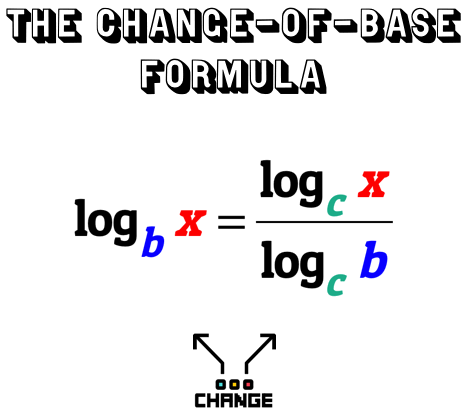 THE CHANGE-OF-BASE
FORMULA
log_b x = log_c x / log_c b
CHANGE